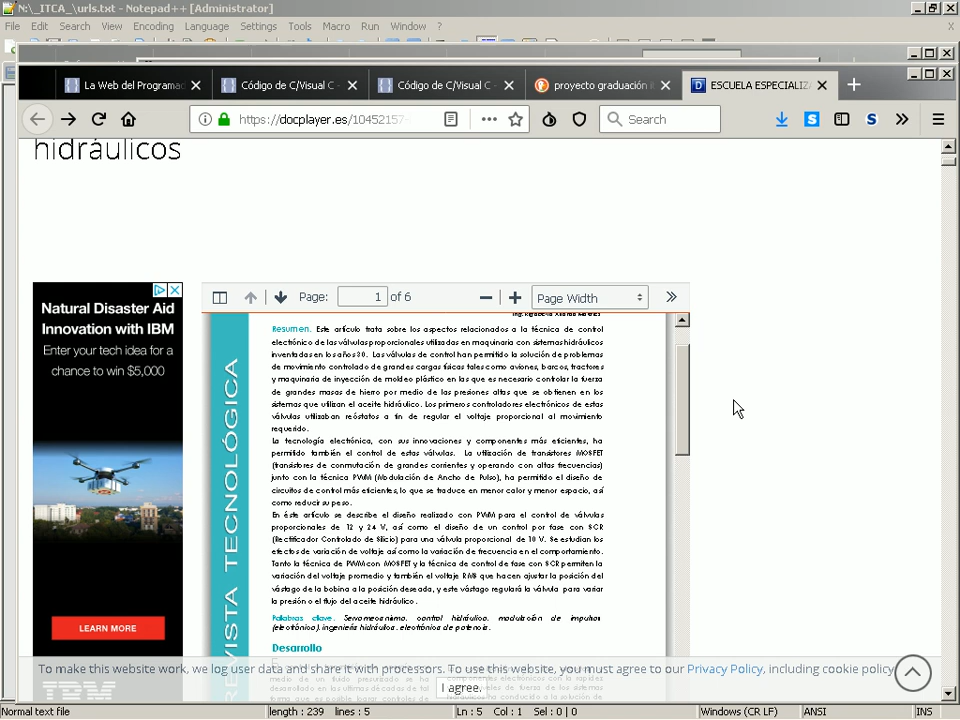 N:\_ITCA_\urls.txt - Notepad++ [Administrator]
File Edit Search View Encoding Language Settings Tools Macro Run Window ?
La Web del Programad
Código de C/Visual C -
Código de C/Visual C -
proyecto graduación i
ESCUELA ESPECIALIZ
https://docplayer.es/10452157-
Search
hidráulicos
Natural Disaster Aid
Innovation with IBM
Enter your tech idea for a
chance to win $5,000
LEARN MORE
Page: 1 of 6
Page Width
REVISTA TECNOLÓGICA
Resumen. Este artículo trata sobre los aspectos relacionados a la técnica de control
electrónico de las válvulas proporcionales utilizadas en maquinaria con sistemas hidráulicos
inventadas en los años 30. Las válvulas de control han permitido la solución de problemas
de movimiento controlado de grandes cargas físicas tales como aviones, barcos, tractores
y maquinaria de inyección de moldeo plástico en las que es necesario controlar la fuerza
de grandes masas de hierro por medio de las presiones altas que se obtienen en los
sistemas que utilizan el aceite hidráulico. Los primeros controladores electrónicos de estas
válvulas utilizaban reóstatos a fin de regular el voltaje proporcional al movimiento
requerido.
La tecnología electrónica, con sus innovaciones y componentes más eficientes, ha
permitido también el control de estas válvulas. La utilización de transistores MOSFET
(transistores de conmutación de grandes corrientes y operando con altas frecuencias)
junto con la técnica PWM (Modulación de Ancho de Pulso), ha permitido el diseño de
circuitos de control más eficientes, lo que se traduce en menor calor y menor espacio, así
como reducir su peso.
En éste artículo se describe el diseño realizado con PWM para el control de válvulas
proporcionales de 12 y 24 V, así como el diseño de un control por fase con SCR
(Rectificador Controlado de Silicio) para una válvula proporcional de 10 V. Se estudian los
efectos de variación de voltaje así como la variación de frecuencia en el comportamiento.
Tanto la técnica de PWM con MOSFET y la técnica de control de fase con SCR permiten la
variación del voltaje promedio y también el voltaje RMS que hacen ajustar la posición del
vástago de la bobina a la posición deseada, y este vástago regulará la válvula para variar
la presión o el flujo del aceite hidráulico.
Palabras clave. Servomecanismo, control hidráulico, modulación de impulsos
(electrónica), ingeniería hidráulica, electrónica de potencia.
Desarrollo
To make this website work, we log user data and share it with processors. To use this website, you must agree to our Privacy Policy, including cookie policy.
I agree.
Normal text file length : 239 lines : 5 Ln : 5 Col : 1 Sel : 0 | 0 Windows (CR LF) ANSI INS